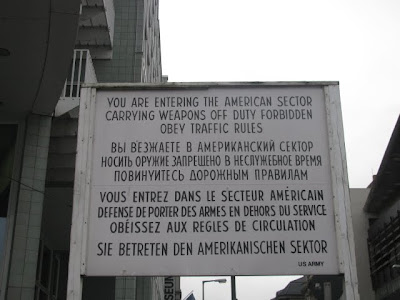 YOU ARE ENTERING THE AMERICAN SECTOR
CARRYING WEAPONS OFF DUTY FORBIDDEN
OBEY TRAFFIC RULES
ВЫ ВЪЕЗЖАЕТЕ В АМЕРИКАНСКИЙ СЕКТОР
НОСИТЬ ОРУЖИЕ ЗАПРЕЩЕНО В НЕСЛУЖЕБНОЕ ВРЕМЯ
ПОВИНУЙТЕСЬ ДОРОЖНЫМ ПРАВИЛАМ
VOUS ENTREZ DANS LE SECTEUR AMÉRICAIN
DEFENSE DE PORTER DES ARMES EN DEHORS DU SERVICE
OBÉISSEZ AUX REGLES DE CIRCULATION
SIE BETRETEN DEN AMERIKANISCHEN SEKTOR
US ARMY